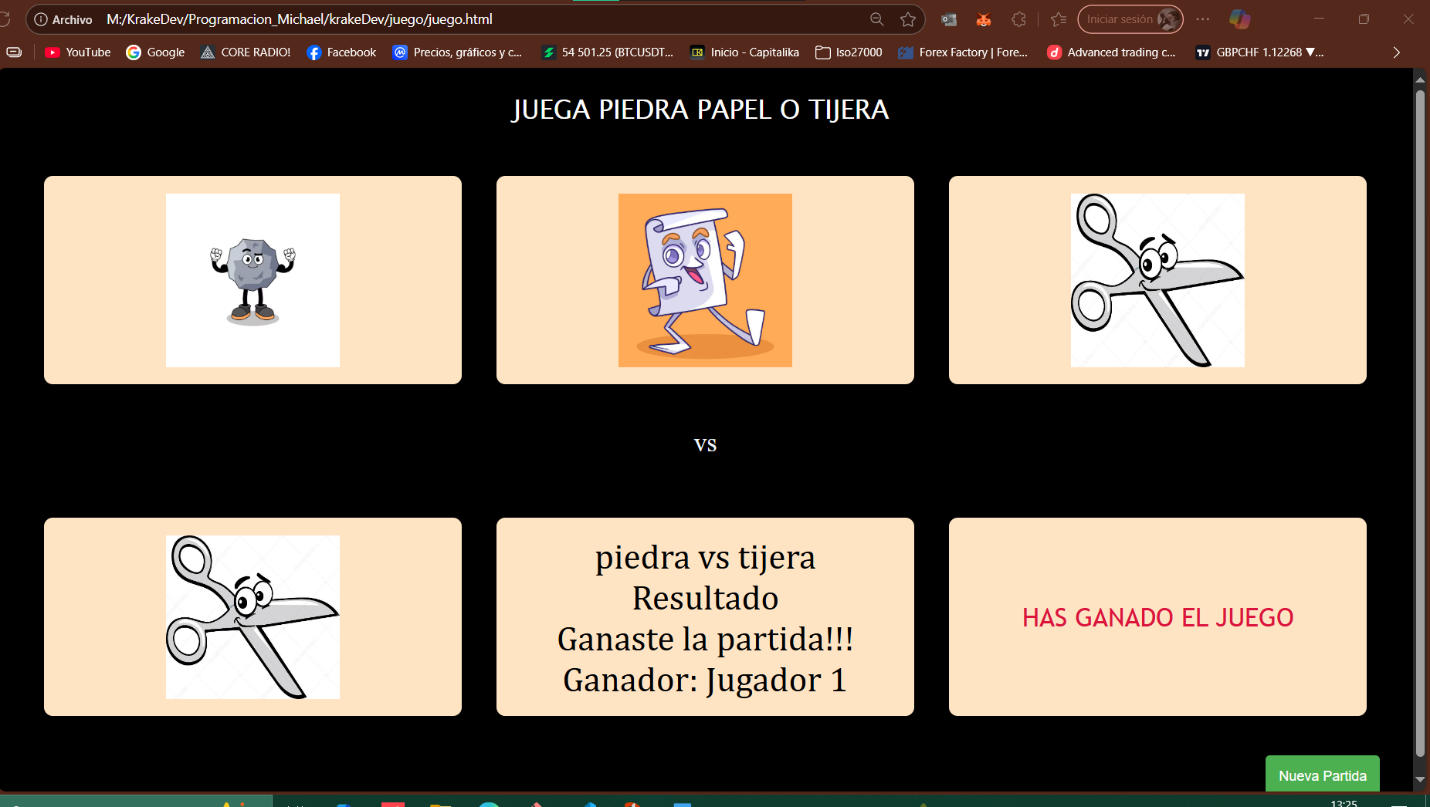 Archivo
M:/KrakeDev/Programacion_Michael/krakeDev/juego/juego.html
Iniciar sesión
YouTube
Google
CORE RADIO!
Facebook
Precios, gráficos y c...
54 501.25 (BTCUSDT...
Inicio - Capitalika
Iso27000
Forex Factory | Fore...
Advanced trading c...
GBPCHF 1.12268 ▼...
JUEGA PIEDRA PAPEL O TIJERA
vs
piedra vs tijera
Resultado
Ganaste la partida!!!
Ganador: Jugador 1
HAS GANADO EL JUEGO
Nueva Partida
13:25